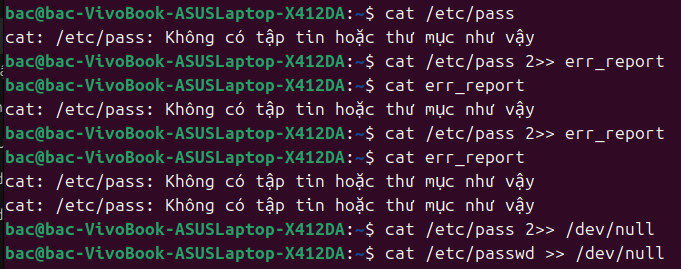 bac@bac-VivoBook-ASUSLaptop-X412DA:~$ cat /etc/pass
cat: /etc/pass: Không có tập tin hoặc thư mục như vậy
bac@bac-VivoBook-ASUSLaptop-X412DA:~$ cat /etc/pass 2>> err_report
bac@bac-VivoBook-ASUSLaptop-X412DA:~$ cat err_report
cat: /etc/pass: Không có tập tin hoặc thư mục như vậy
bac@bac-VivoBook-ASUSLaptop-X412DA:~$ cat /etc/pass 2>> err_report
bac@bac-VivoBook-ASUSLaptop-X412DA:~$ cat err_report
cat: /etc/pass: Không có tập tin hoặc thư mục như vậy
cat: /etc/pass: Không có tập tin hoặc thư mục như vậy
bac@bac-VivoBook-ASUSLaptop-X412DA:~$ cat /etc/pass 2>> /dev/null
bac@bac-VivoBook-ASUSLaptop-X412DA:~$ cat /etc/passwd >> /dev/null